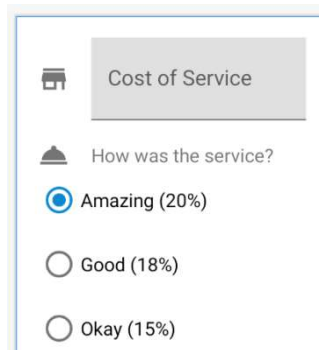 Cost of Service
How was the service?
Amazing (20%)
Good (18%)
Okay (15%)